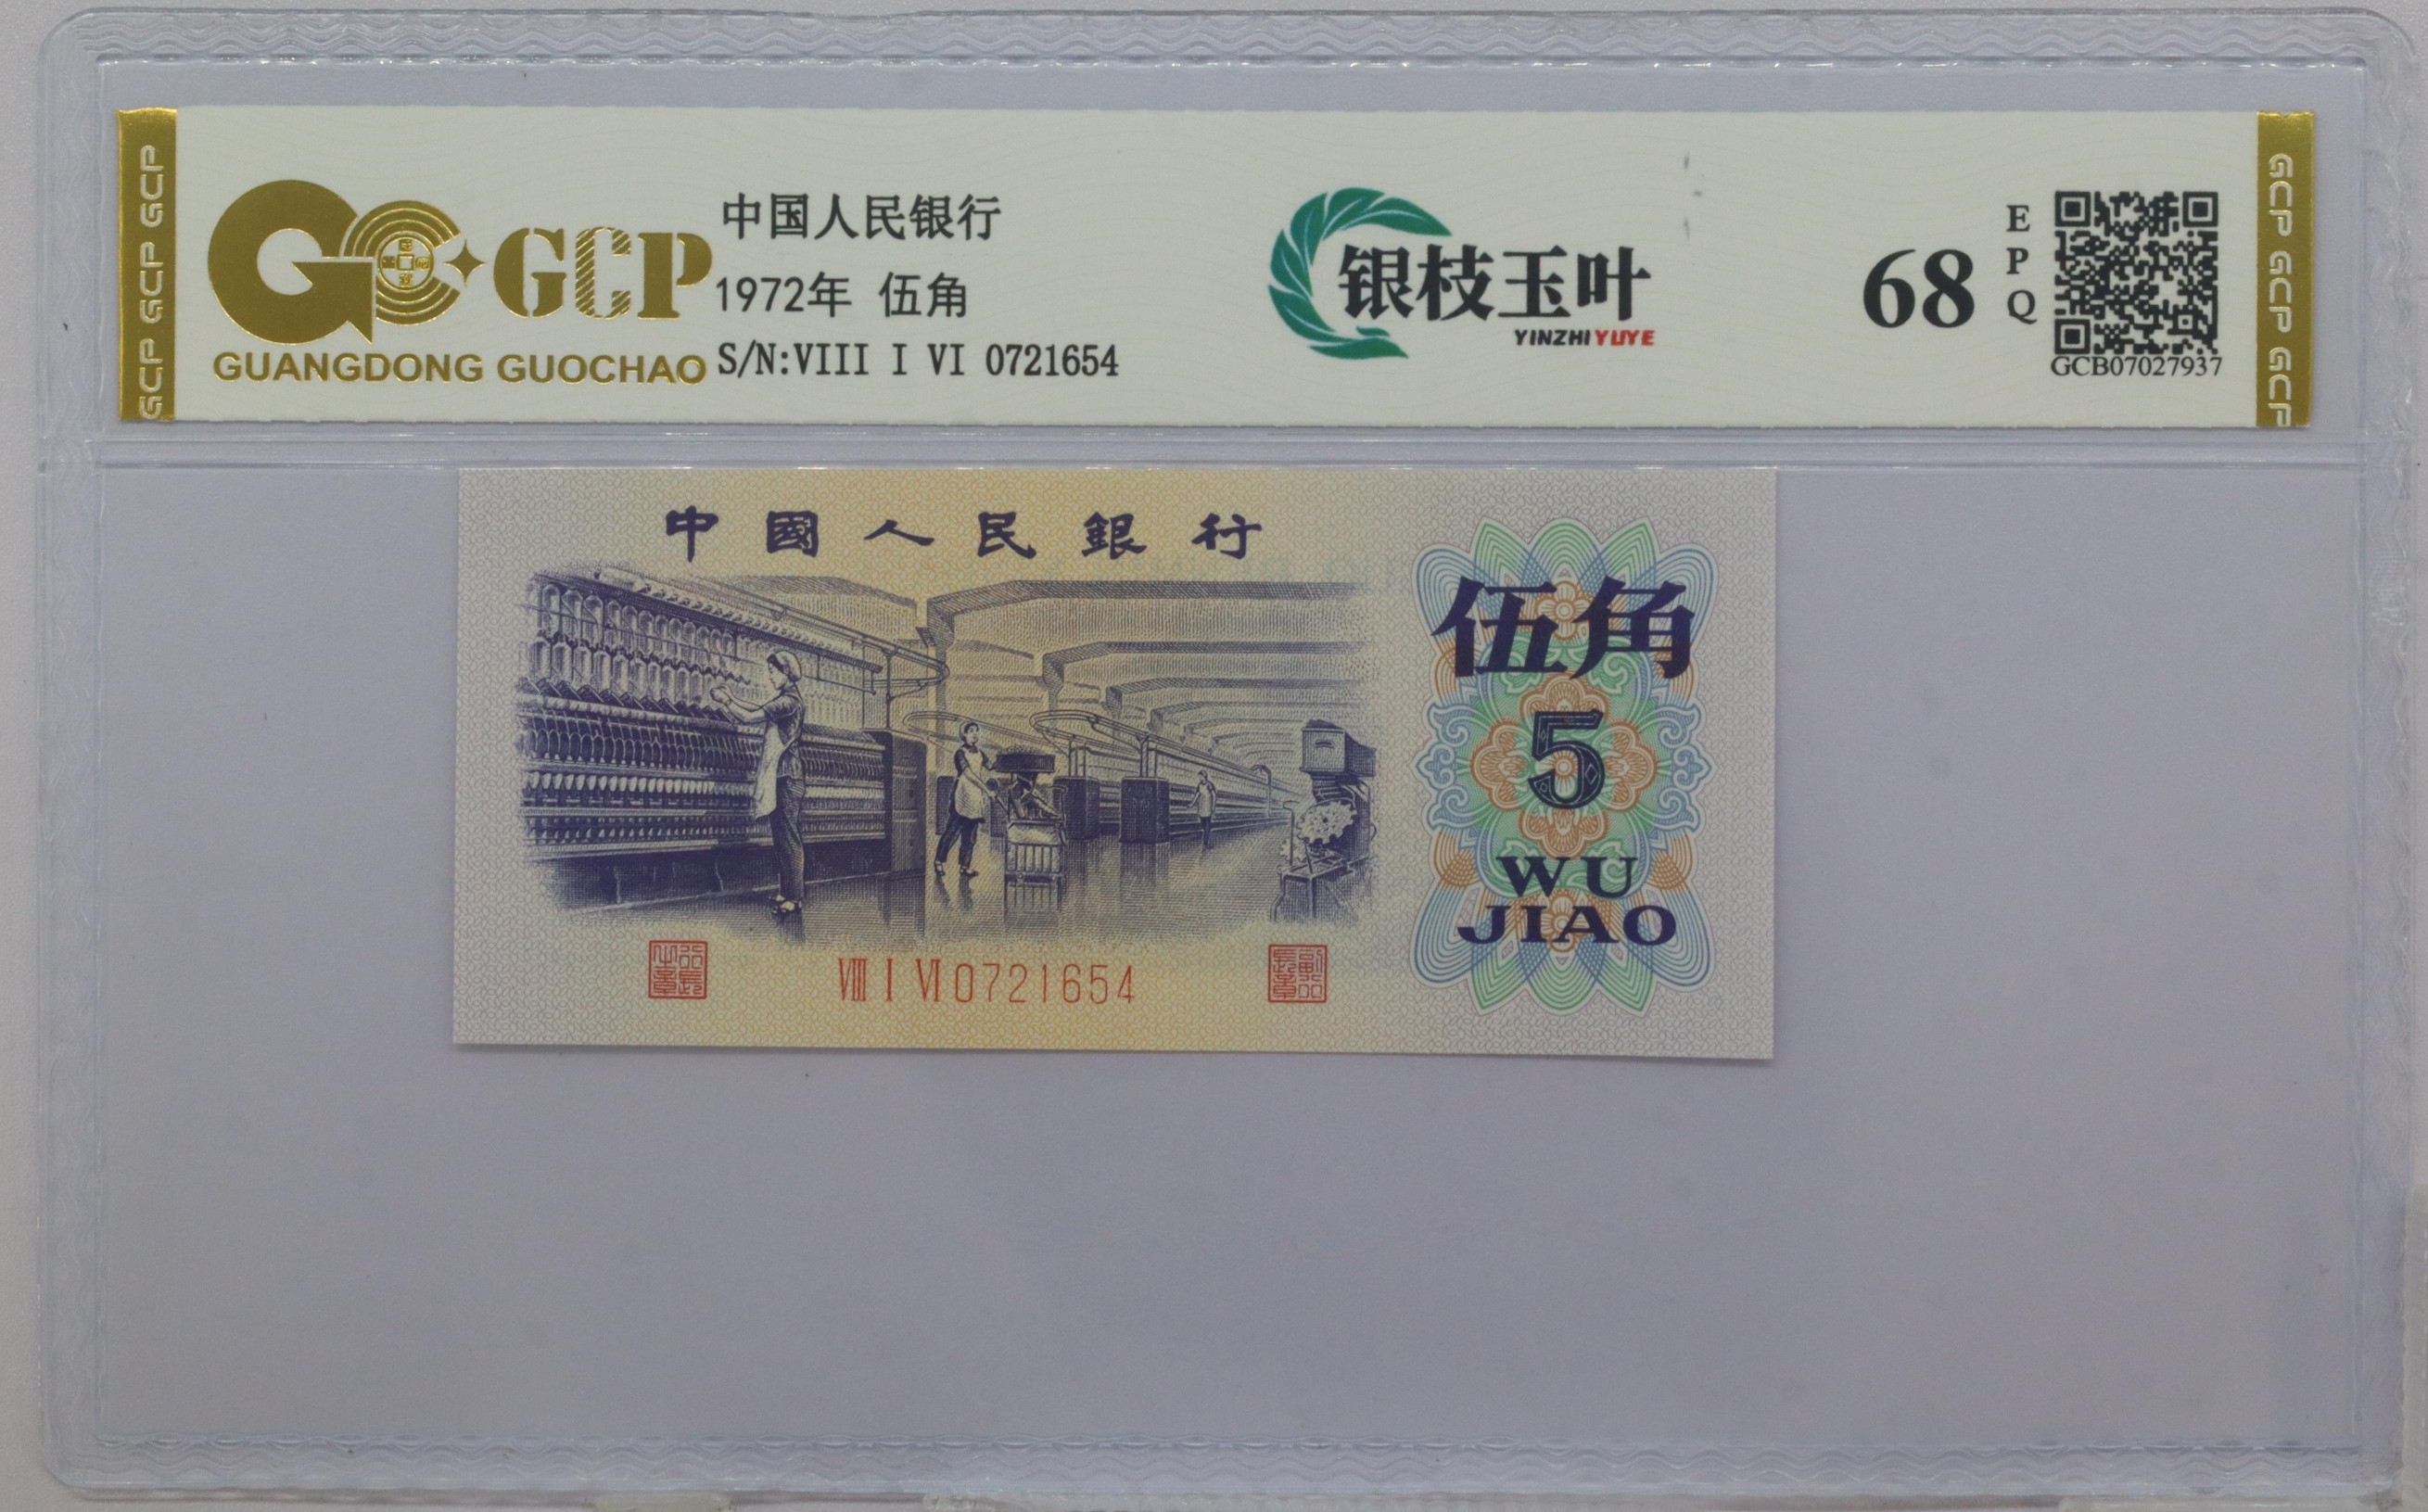 GCP GCP GCP
GCP
GUANGDONG GUOCHAO
中国人民银行
1972年 伍角
S/N:VIII I VI 0721654
银枝玉叶
YINZHIYUYE
68
EPQ
GCB07027937
GCP GCP GCP
中國人民銀行
伍角
5
WU
JIAO
VIII I VI 0721654